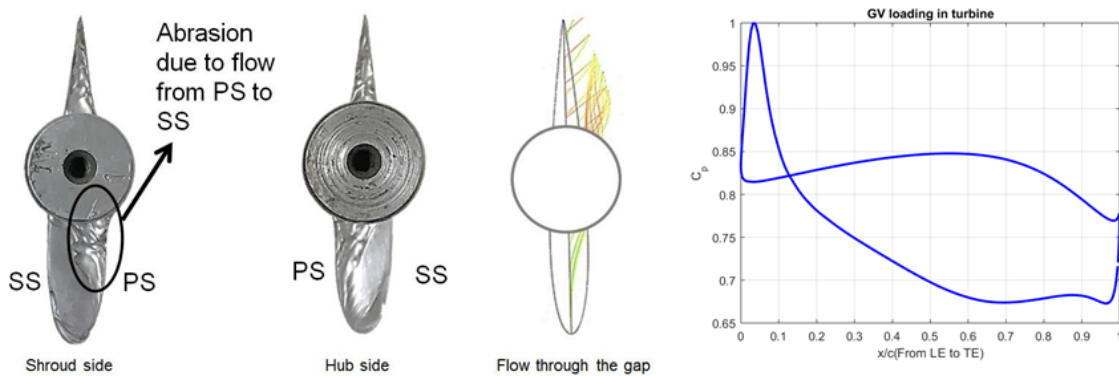 Abrasion
due to flow
from PS to
SS
SS
PS
Shroud side
PS
SS
Hub side
Flow through the gap
GV loading in turbine
1
0.95
0.9
0.85
0.8
0.75
0.7
0.65
Cp
0 0.1 0.2 0.3 0.4 0.5 0.6 0.7 0.8 0.9 1
x/c(From LE to TE)